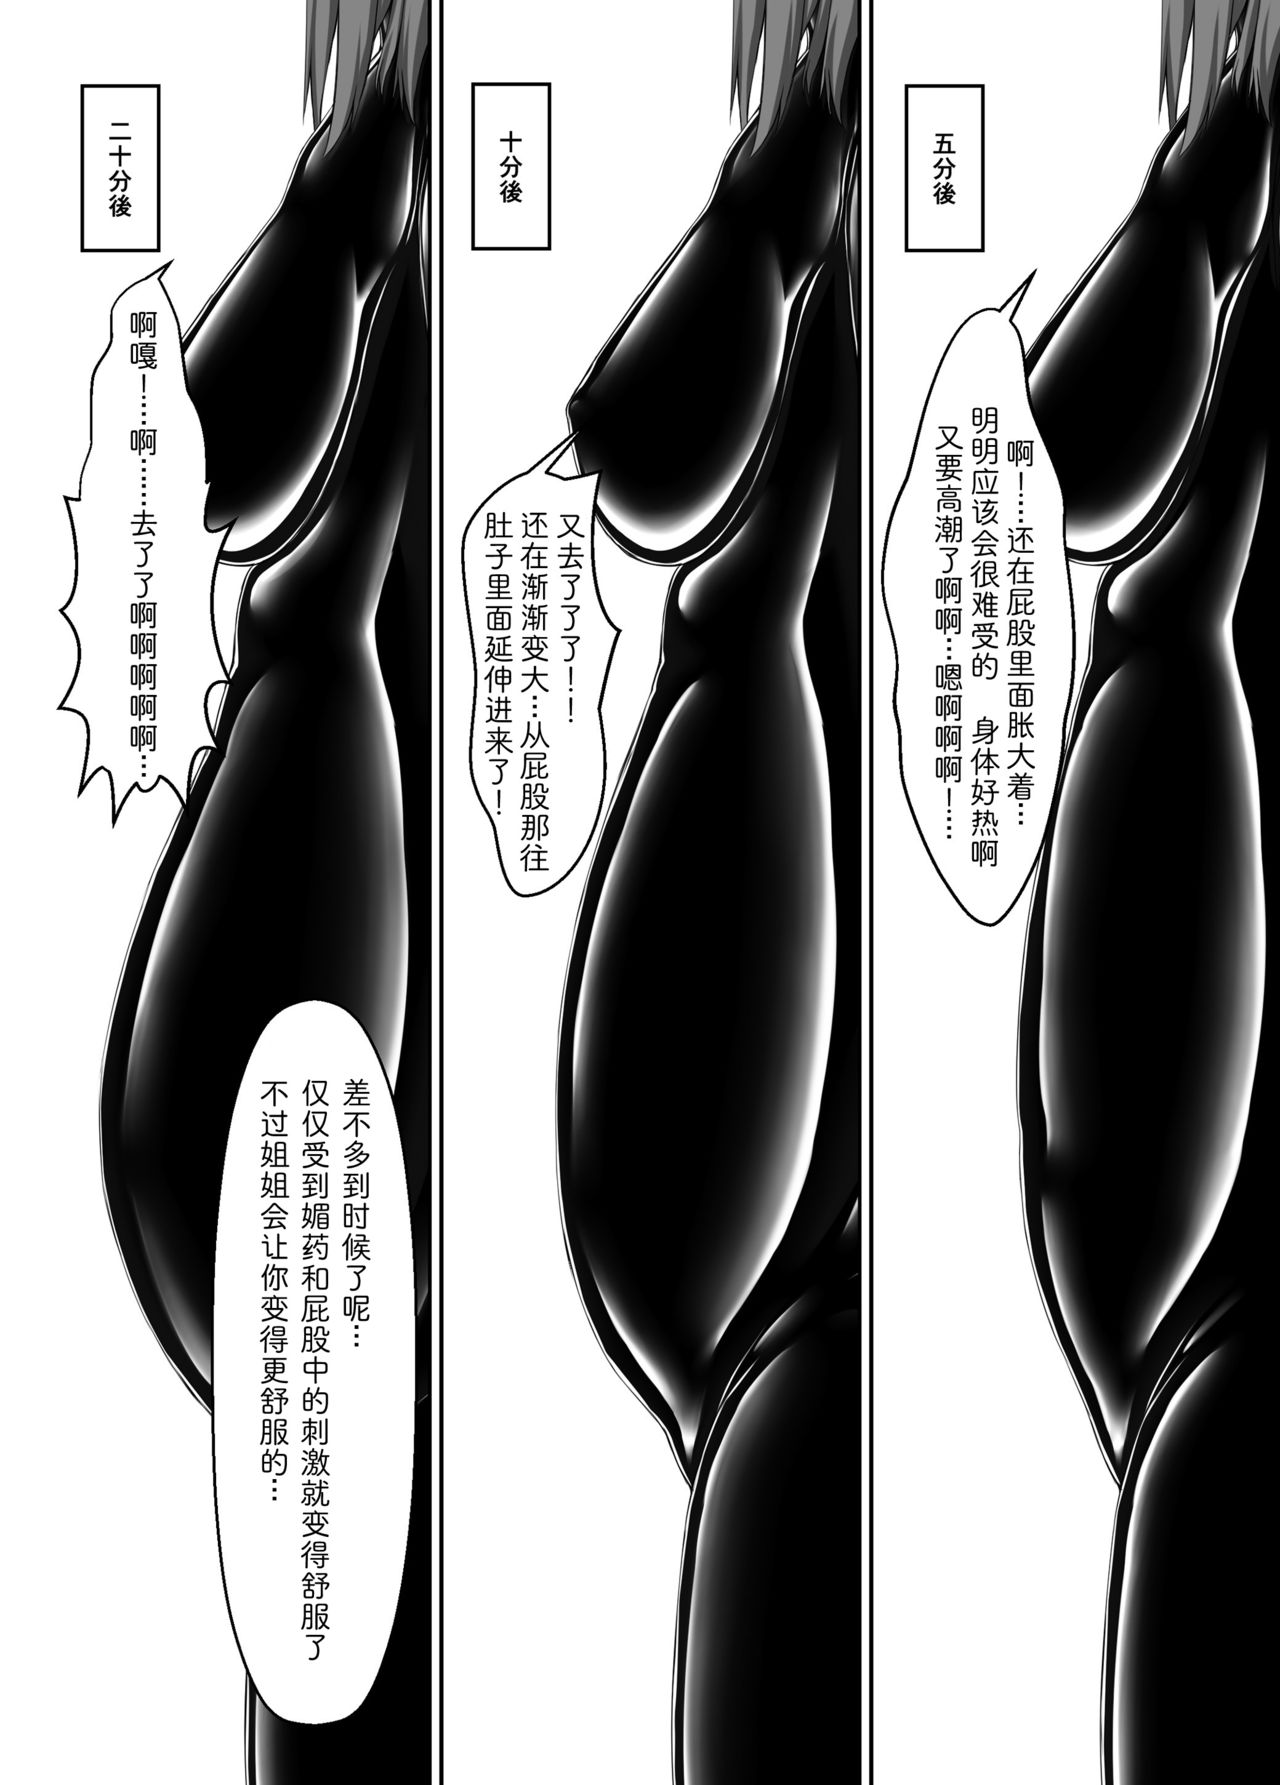 五分後
啊！…还在屁股里面胀大着…
明明应该会很难受的　身体好热啊
又要高潮了啊啊…嗯啊啊啊！…
十分後
又去了了了了！！
还在渐渐变大…从屁股那往
肚子里面延伸进来了！
二十分後
啊嘎！…啊……去了了啊啊啊啊啊…
差不多到时候了呢…
仅仅受到媚药和屁股中的刺激就变得舒服了
不过姐姐会让你变得更舒服的…